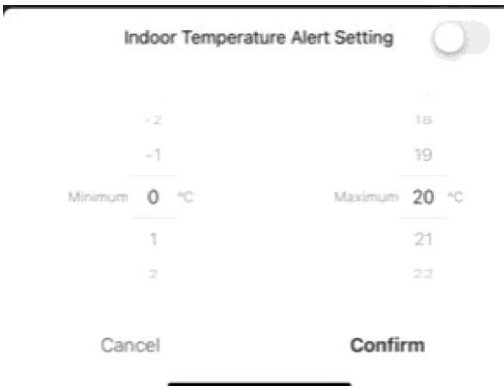 Indoor Temperature Alert Setting
-2 18
-1 19
Minimum 0 °C Maximum 20 °C
1 21
2 22
Cancel Confirm